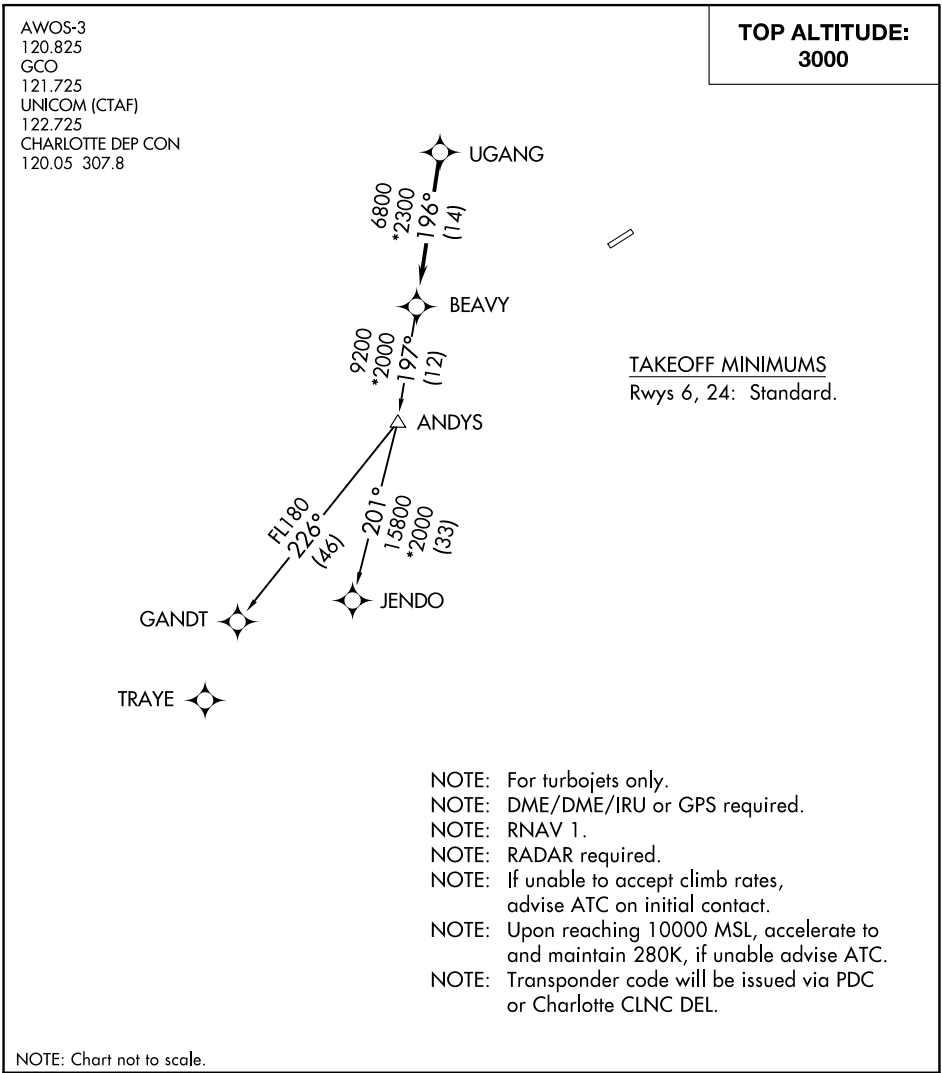 AWOS-3
120.825
GCO
121.725
UNICOM (CTAF)
122.725
CHARLOTTE DEP CON
120.05 307.8
TOP ALTITUDE:
3000
UGANG
6800
*2300
196°
(14)
BEAVY
9200
*2000
197°
(12)
TAKEOFF MINIMUMS
Rwys 6, 24: Standard.
ANDYS
FL180
226°
(46)
201°
15800
*2000
(33)
JENDO
GANDT
TRAYE
NOTE: For turbojets only.
NOTE: DME/DME/IRU or GPS required.
NOTE: RNAV 1.
NOTE: RADAR required.
NOTE: If unable to accept climb rates,
advise ATC on initial contact.
NOTE: Upon reaching 10000 MSL, accelerate to
and maintain 280K, if unable advise ATC.
NOTE: Transponder code will be issued via PDC
or Charlotte CLNC DEL.
NOTE: Chart not to scale.